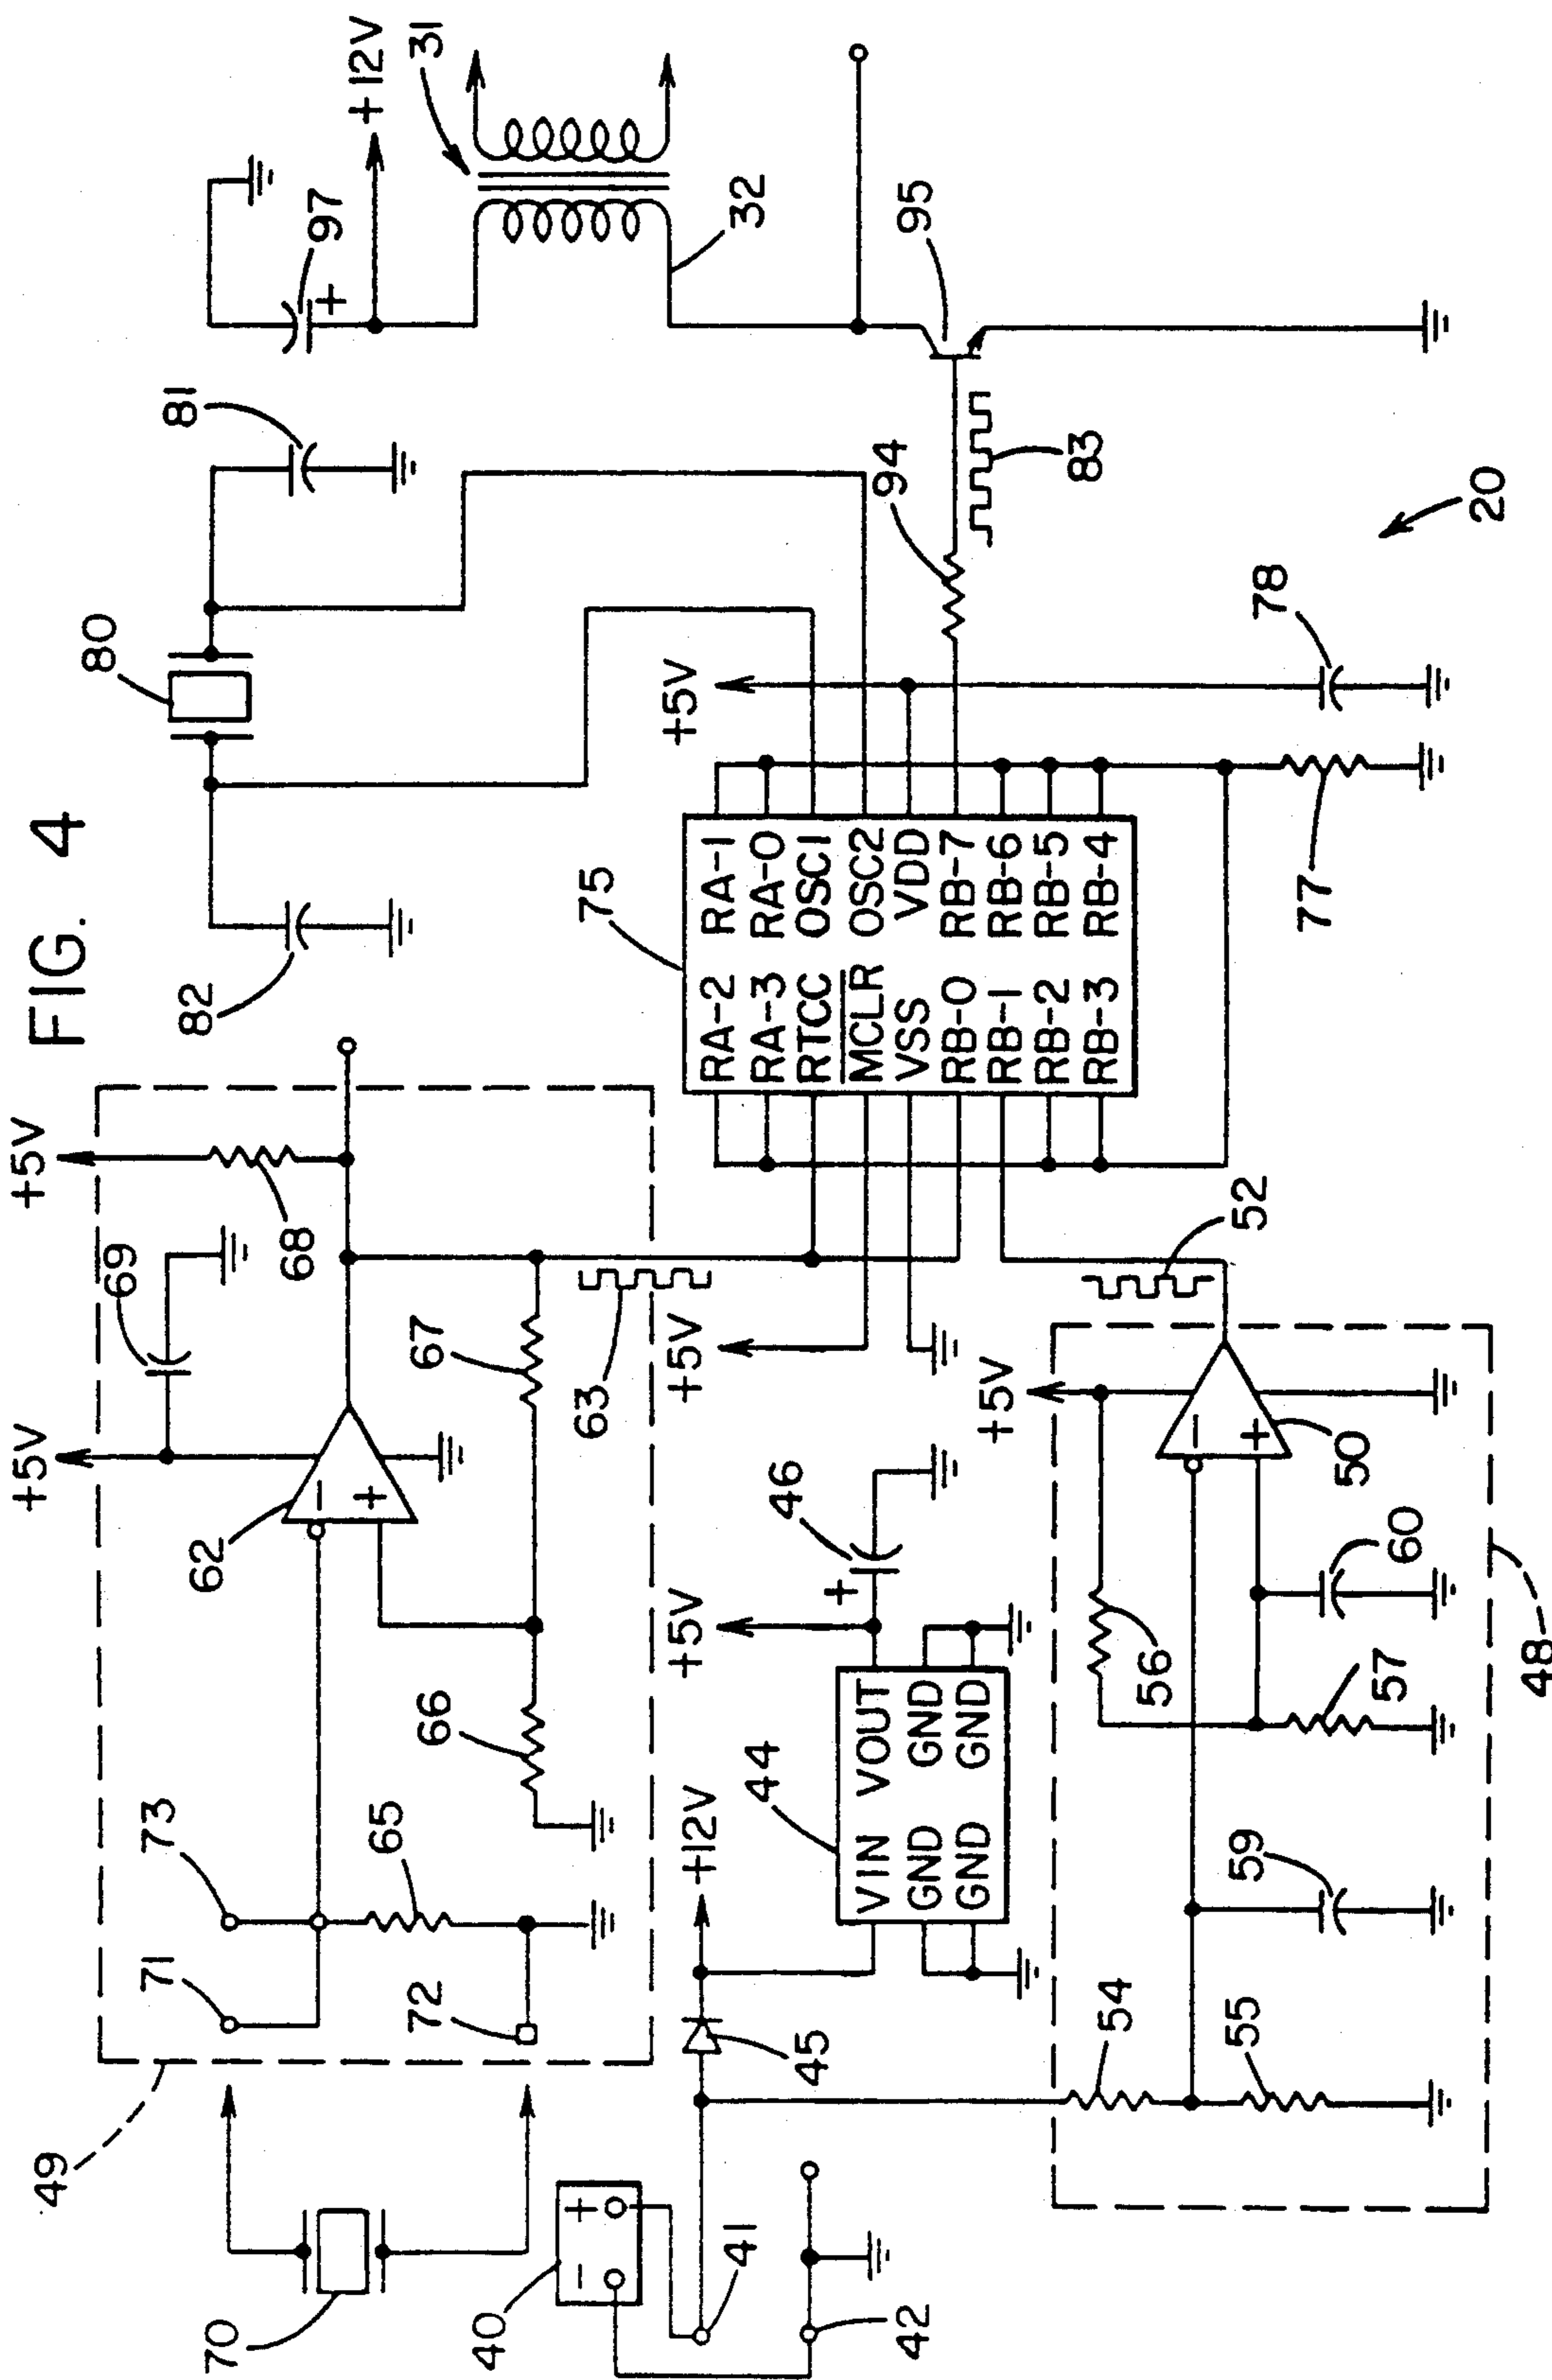 FIG. 4
+5V
+5V
69
68
62
− +
67
66
65
73
71
72
63
49
70
80
81
82
97
+
+12V
31
32
95
94
83
+5V
78
77
20
75
RA-2 RA-1
RA-3 RA-0
RTCC OSC1
MCLR OSC2
VSS VDD
RB-0 RB-7
RB-1 RB-6
RB-2 RB-5
RB-3 RB-4
+5V
52
+5V
46
+
+5V
44
VIN VOUT
GND GND
GND GND
+12V
45
40
− +
41
42
54
55
59
56
57
60
50
− +
48